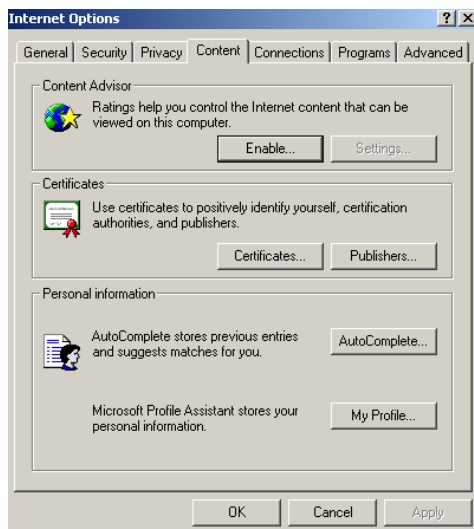 Internet Options
General Security Privacy Content Connections Programs Advanced
Content Advisor
Ratings help you control the Internet content that can be
viewed on this computer.
Enable... Settings...
Certificates
Use certificates to positively identify yourself, certification
authorities, and publishers.
Certificates... Publishers...
Personal information
AutoComplete stores previous entries
and suggests matches for you.
AutoComplete...
Microsoft Profile Assistant stores your
personal information.
My Profile...
OK Cancel Apply